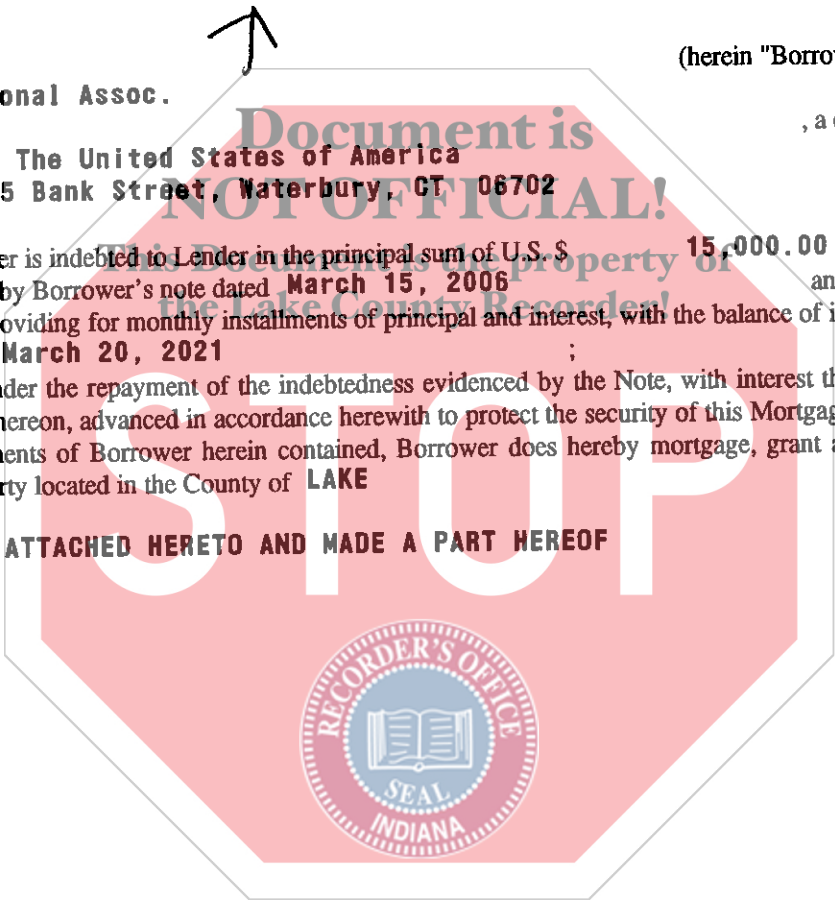 (herein "Borro
onal Assoc.
, a
The United States of America
5 Bank Street, Waterbury, CT 06702
er is indebted to Lender in the principal sum of U.S. $ 15,000.00
by Borrower's note dated March 15, 2006 an
oviding for monthly installments of principal and interest, with the balance of i
March 20, 2021 ;
der the repayment of the indebtedness evidenced by the Note, with interest th
hereon, advanced in accordance herewith to protect the security of this Mortgag
ents of Borrower herein contained, Borrower does hereby mortgage, grant a
rty located in the County of LAKE
ATTACHED HERETO AND MADE A PART HEREOF
Document is
NOT OFFICIAL!
This Document is the property of
the Lake County Recorder!
STOP
RECORDER'S OFFICE
SEAL
INDIANA